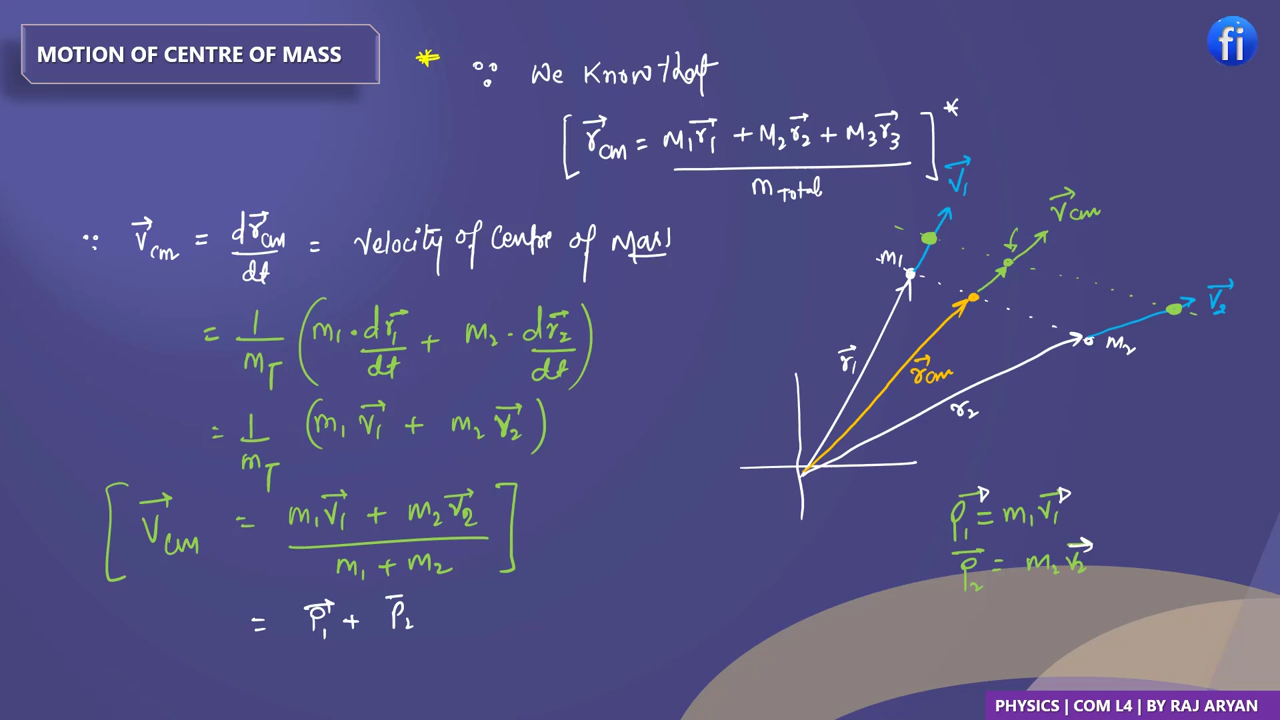 MOTION OF CENTRE OF MASS
fi
* ∵ We Know that
[r⃗cm = M₁r⃗₁ + M₂r⃗₂ + M₃r⃗₃ / mTotal]*
∵ v⃗cm = dr⃗cm/dt = Velocity of Centre of Mass
= 1/mT (m₁·dr⃗₁/dt + m₂·dr⃗₂/dt)
= 1/mT (m₁v⃗₁ + m₂v⃗₂)
[V⃗cm = m₁v⃗₁ + m₂v⃗₂ / m₁ + m₂]
= P⃗₁ + P̄₂
V⃗₁
V⃗cm
m₁
V⃗₂
m₂
r⃗₁
r⃗cm
r₂
P⃗₁ = m₁v⃗₁
P̄₂ = m₂v⃗₂
PHYSICS | COM L4 | BY RAJ ARYAN